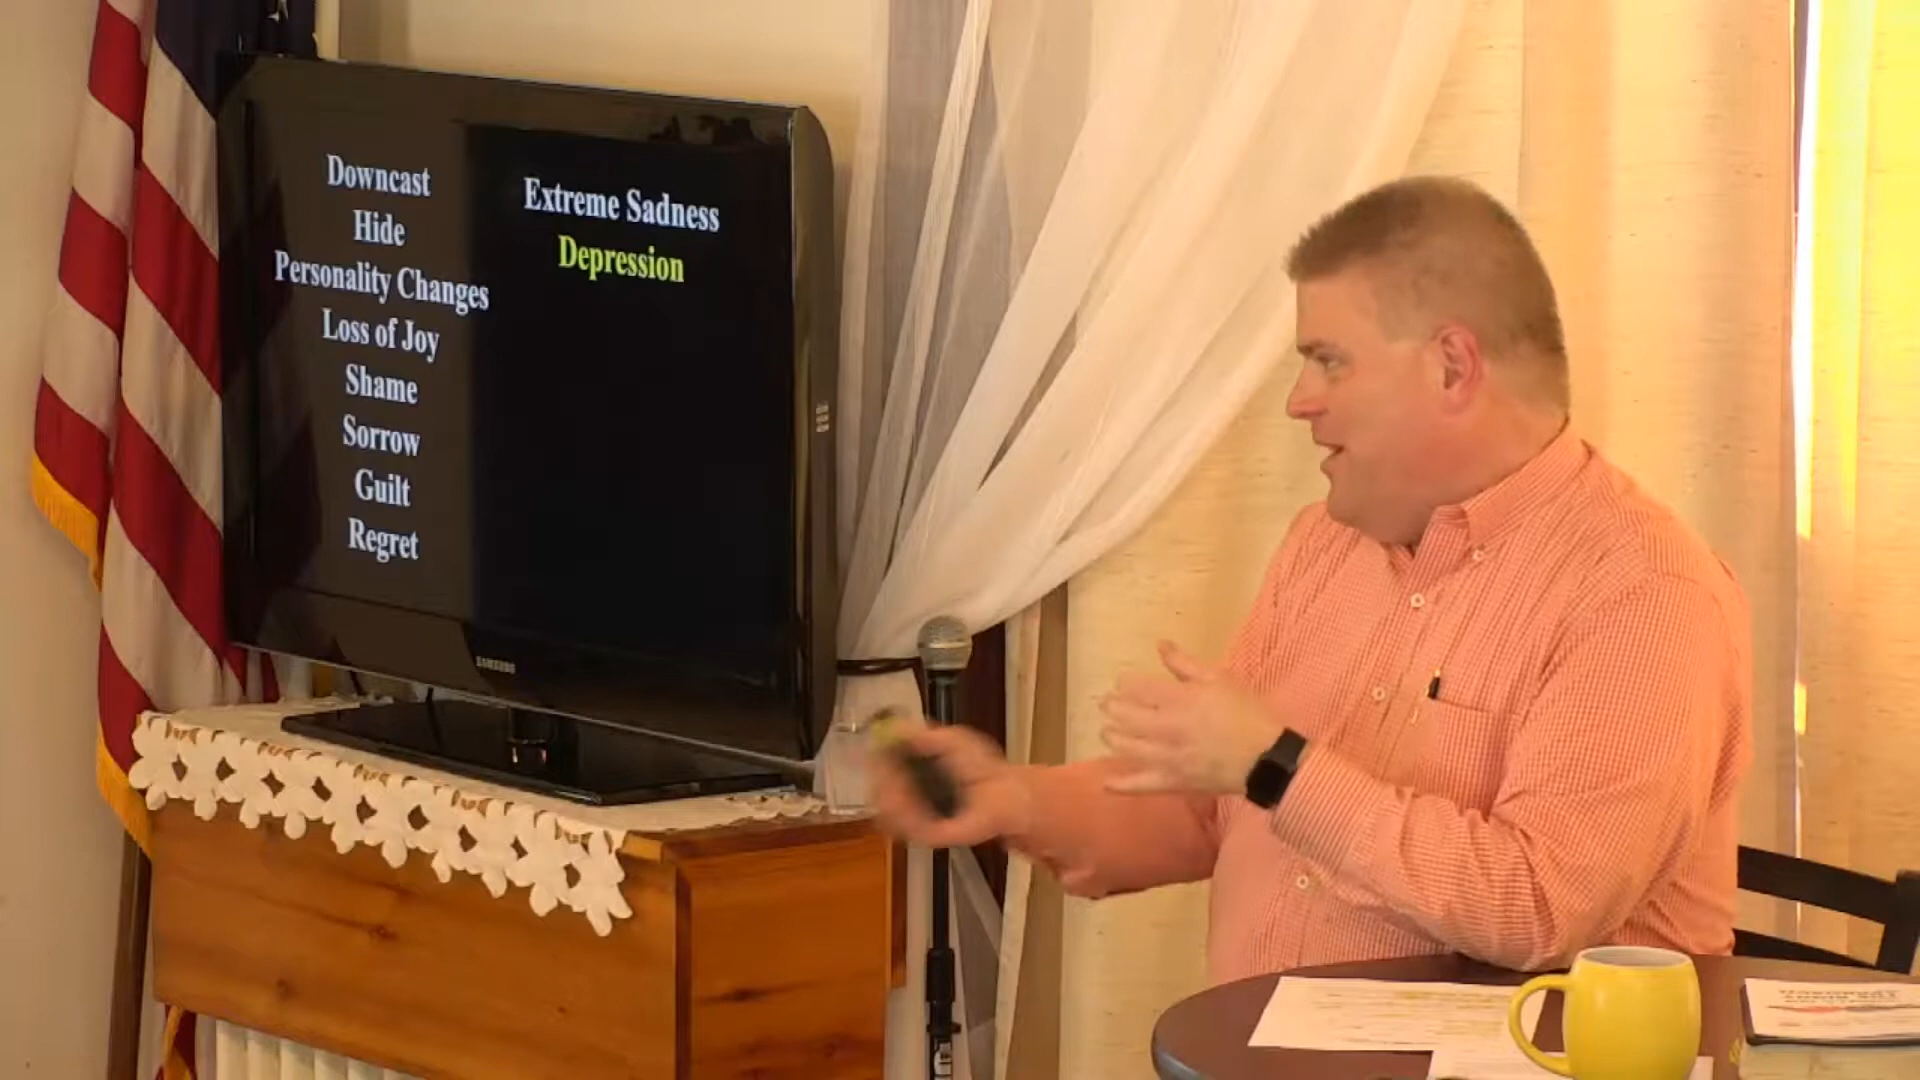 Downcast
Hide
Personality Changes
Loss of Joy
Shame
Sorrow
Guilt
Regret
Extreme Sadness
Depression
SAMSUNG